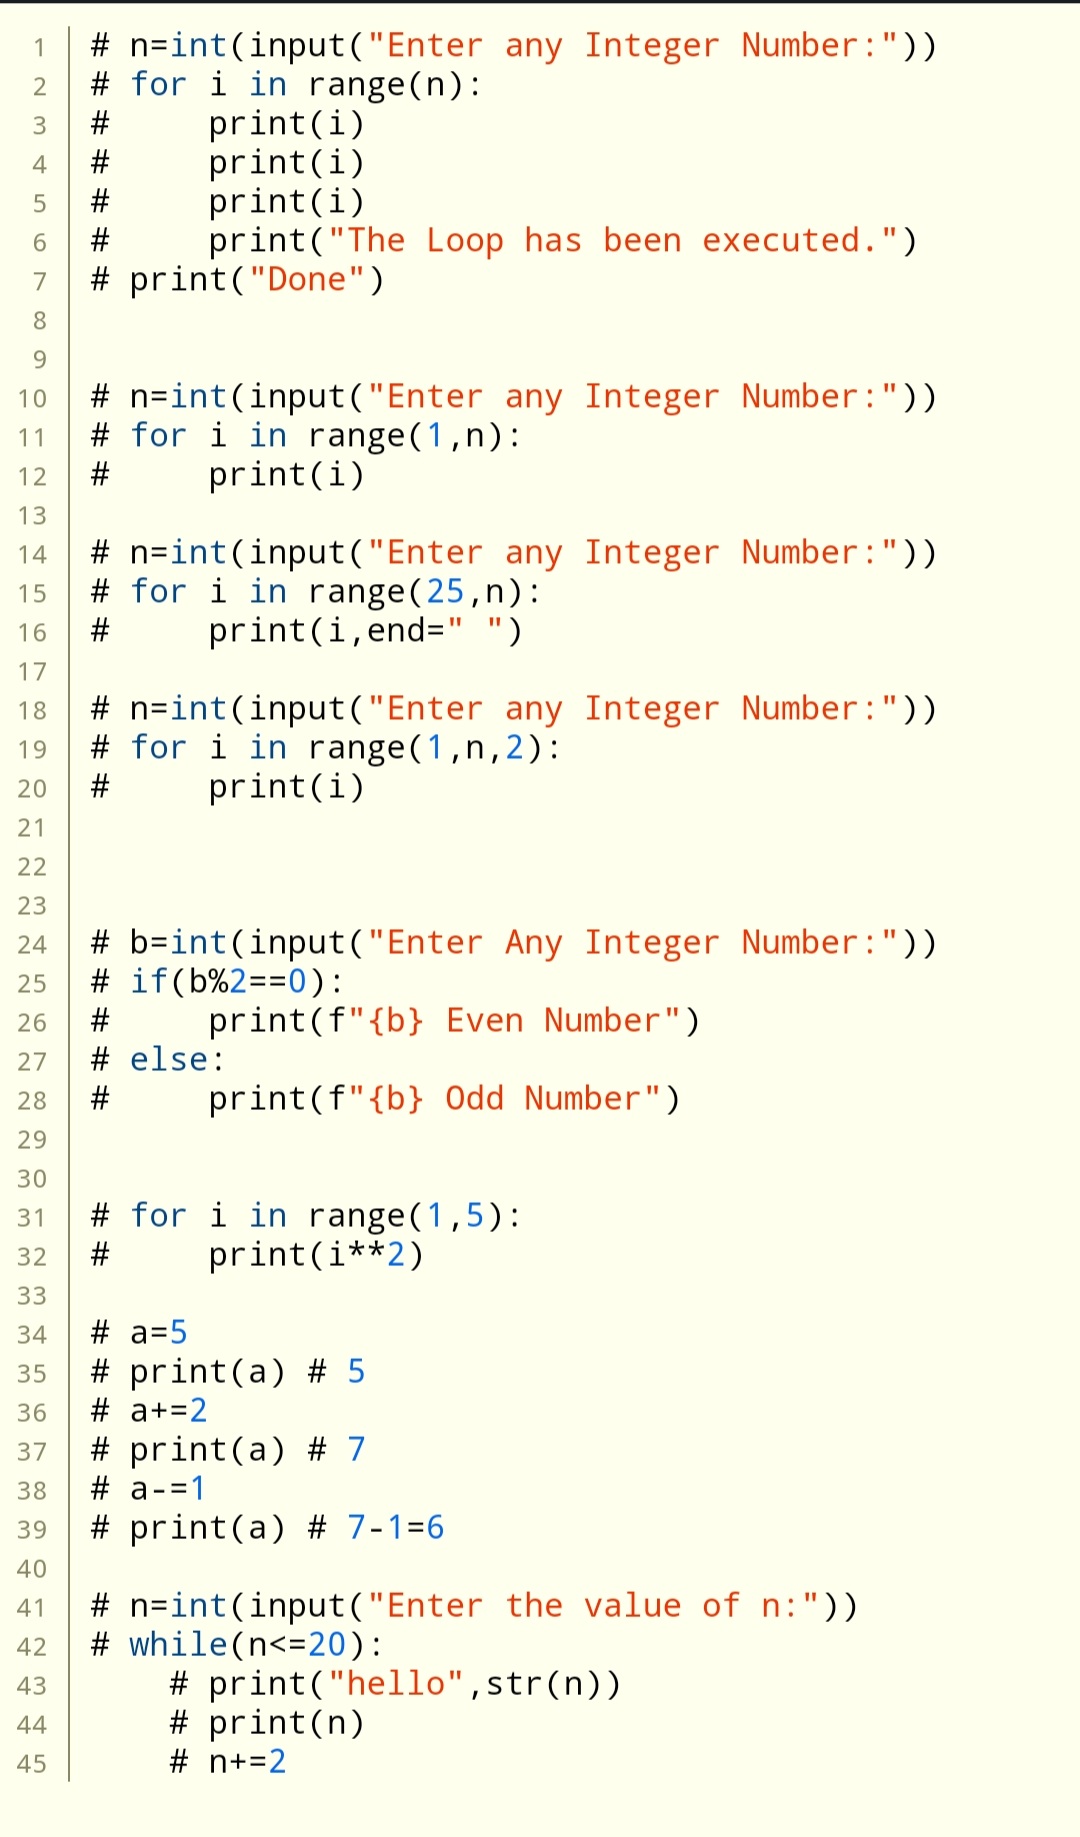 1 # n=int(input("Enter any Integer Number:"))
2 # for i in range(n):
3 #     print(i)
4 #     print(i)
5 #     print(i)
6 #     print("The Loop has been executed.")
7 # print("Done")
8
9
10 # n=int(input("Enter any Integer Number:"))
11 # for i in range(1,n):
12 #     print(i)
13
14 # n=int(input("Enter any Integer Number:"))
15 # for i in range(25,n):
16 #     print(i,end=" ")
17
18 # n=int(input("Enter any Integer Number:"))
19 # for i in range(1,n,2):
20 #     print(i)
21
22
23
24 # b=int(input("Enter Any Integer Number:"))
25 # if(b%2==0):
26 #     print(f"{b} Even Number")
27 # else:
28 #     print(f"{b} Odd Number")
29
30
31 # for i in range(1,5):
32 #     print(i**2)
33
34 # a=5
35 # print(a) # 5
36 # a+=2
37 # print(a) # 7
38 # a-=1
39 # print(a) # 7-1=6
40
41 # n=int(input("Enter the value of n:"))
42 # while(n<=20):
43     # print("hello",str(n))
44     # print(n)
45     # n+=2